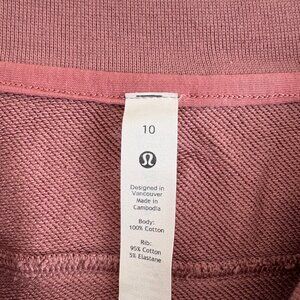 10
Designed in
Vancouver
Made in
Cambodia
Body:
100% Cotton
Rib:
95% Cotton
5% Elastane